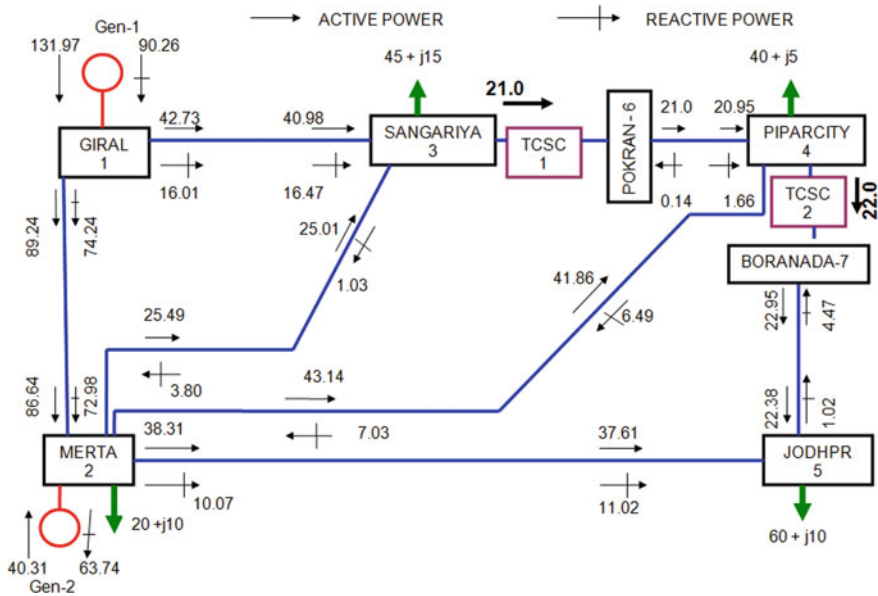 Gen-1
ACTIVE POWER
REACTIVE POWER
131.97
90.26
45 + j15
40 + j5
21.0
42.73
40.98
21.0
20.95
GIRAL
1
SANGARIYA
3
TCSC
1
POKRAN - 6
PIPARCITY
4
16.01
16.47
0.14
1.66
TCSC
2
22.0
89.24
74.24
25.01
1.03
BORANADA-7
41.86
6.49
22.95
4.47
25.49
3.80
86.64
72.98
43.14
7.03
22.38
1.02
38.31
37.61
MERTA
2
JODHPR
5
10.07
11.02
20 +j10
60 + j10
40.31
63.74
Gen-2